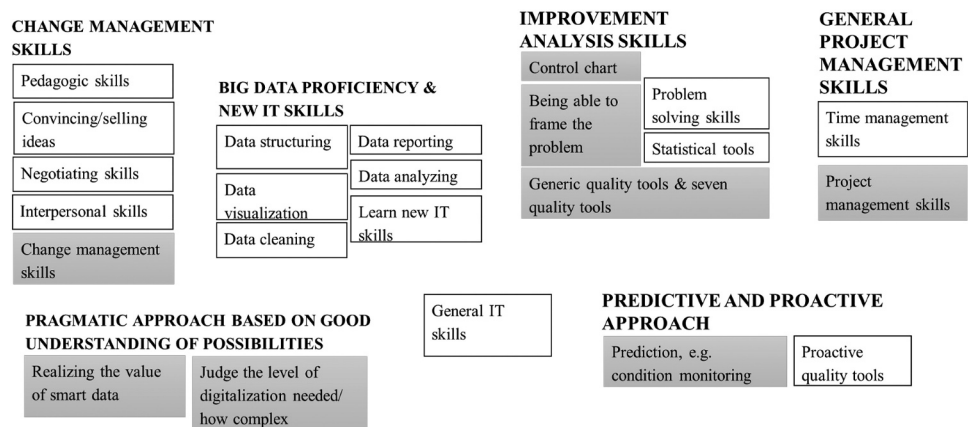 CHANGE MANAGEMENT
SKILLS
Pedagogic skills
Convincing/selling
ideas
Negotiating skills
Interpersonal skills
Change management
skills
BIG DATA PROFICIENCY &
NEW IT SKILLS
Data structuring
Data
visualization
Data cleaning
Data reporting
Data analyzing
Learn new IT
skills
IMPROVEMENT
ANALYSIS SKILLS
Control chart
Being able to
frame the
problem
Problem
solving skills
Statistical tools
Generic quality tools & seven
quality tools
GENERAL
PROJECT
MANAGEMENT
SKILLS
Time management
skills
Project
management skills
PRAGMATIC APPROACH BASED ON GOOD
UNDERSTANDING OF POSSIBILITIES
Realizing the value
of smart data
Judge the level of
digitalization needed/
how complex
General IT
skills
PREDICTIVE AND PROACTIVE
APPROACH
Prediction, e.g.
condition monitoring
Proactive
quality tools